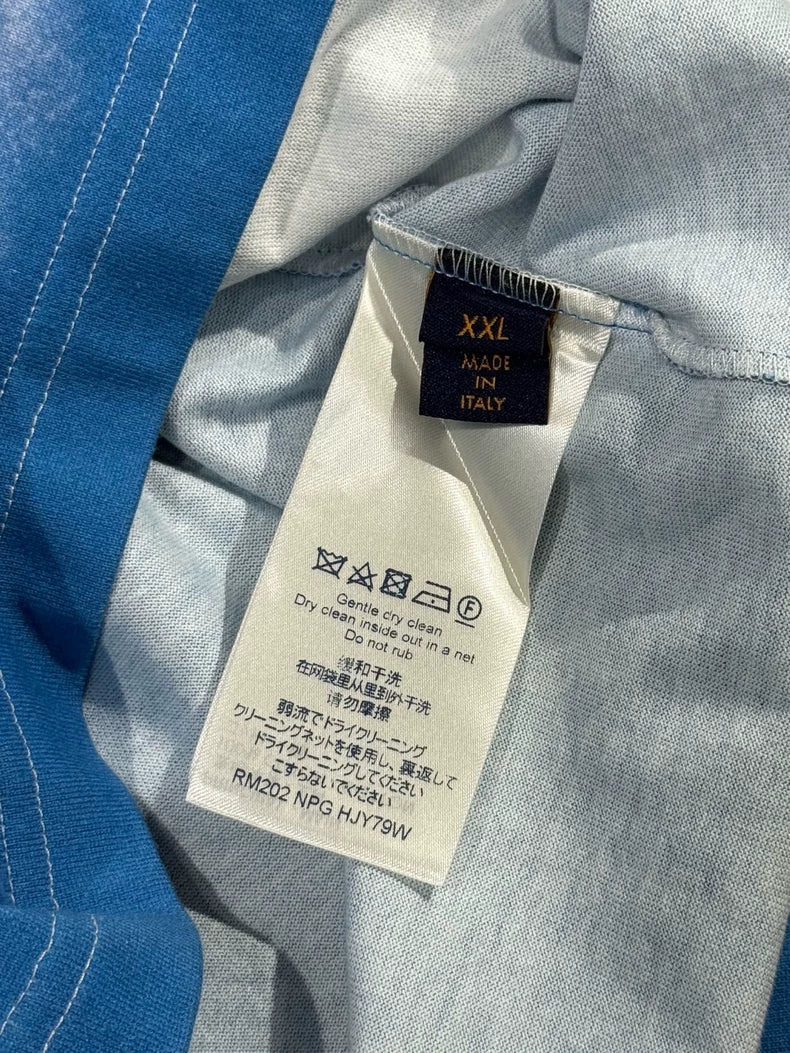 XXL
MADE
IN
ITALY
F
Gentle dry clean
Dry clean inside out in a net
Do not rub
缓和干洗
在网袋里从里到外干洗
请勿摩擦
弱流でドライクリーニング
クリーニングネットを使用し、裏返して
ドライクリーニングしてください
こすらないでください
RM202 NPG HJY79W